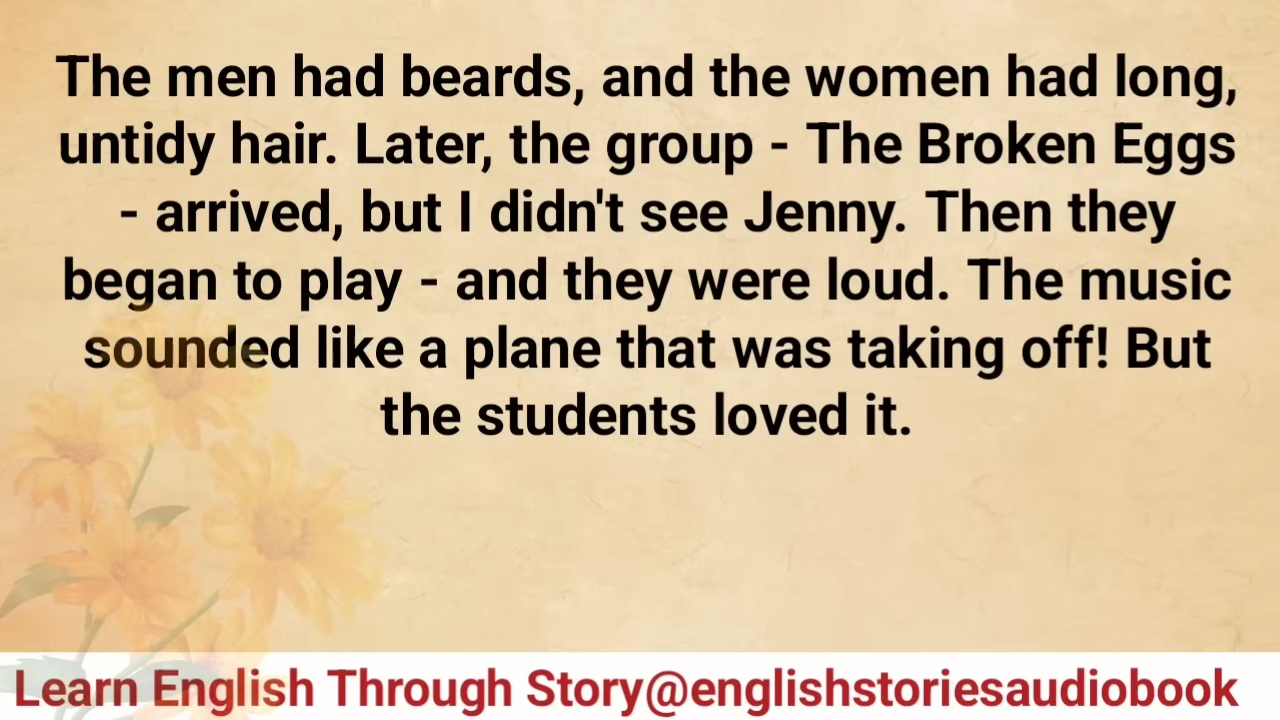 The men had beards, and the women had long,
untidy hair. Later, the group - The Broken Eggs
- arrived, but I didn't see Jenny. Then they
began to play - and they were loud. The music
sounded like a plane that was taking off! But
the students loved it.
Learn English Through Story@englishstoriesaudiobook